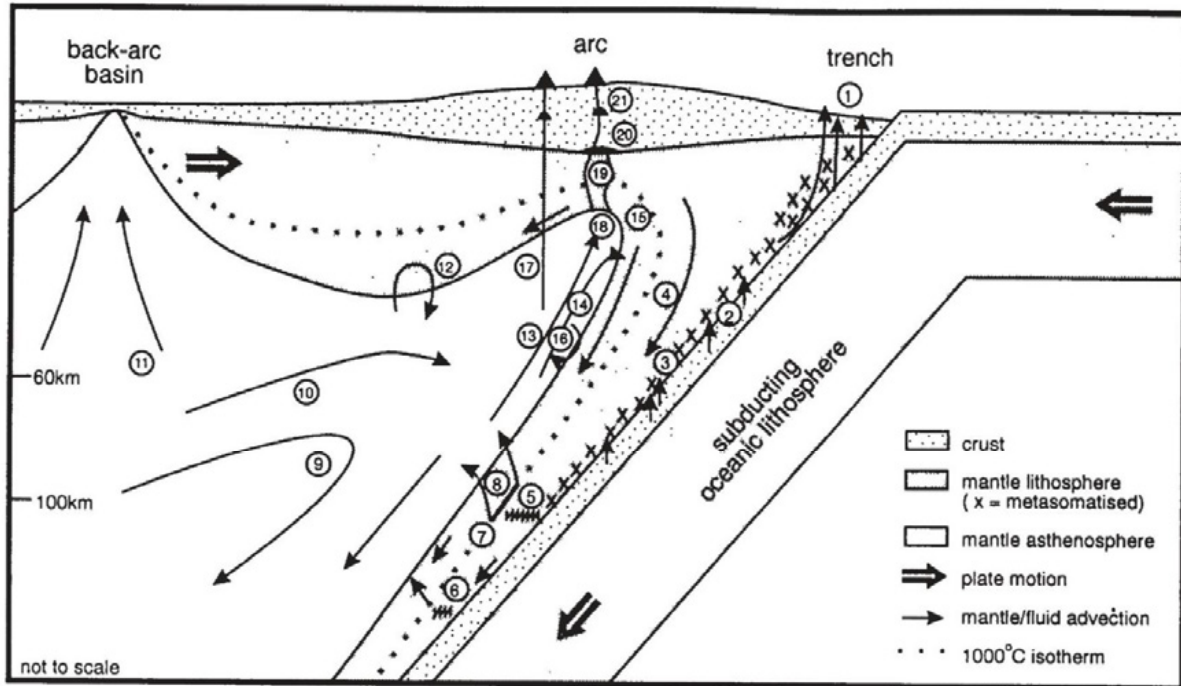 back-arc
basin
arc
trench
1
21
20
19
15
18
12
17
4
14
2
13
16
3
11
60km
10
9
8
5
100km
7
6
subducting
oceanic lithosphere
crust
mantle lithosphere
( x = metasomatised)
mantle asthenosphere
plate motion
mantle/fluid advection
1000°C isotherm
not to scale